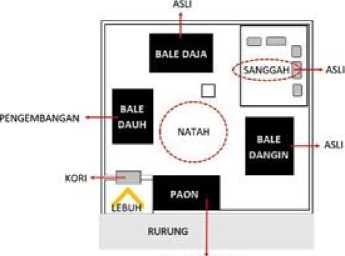 ASLI
BALE DAJA
SANGGAH
ASLI
PENGEMBANGAN
BALE
DAUH
NATAH
BALE
DANGIN
ASLI
KORI
PAON
LEBUH
RURUNG